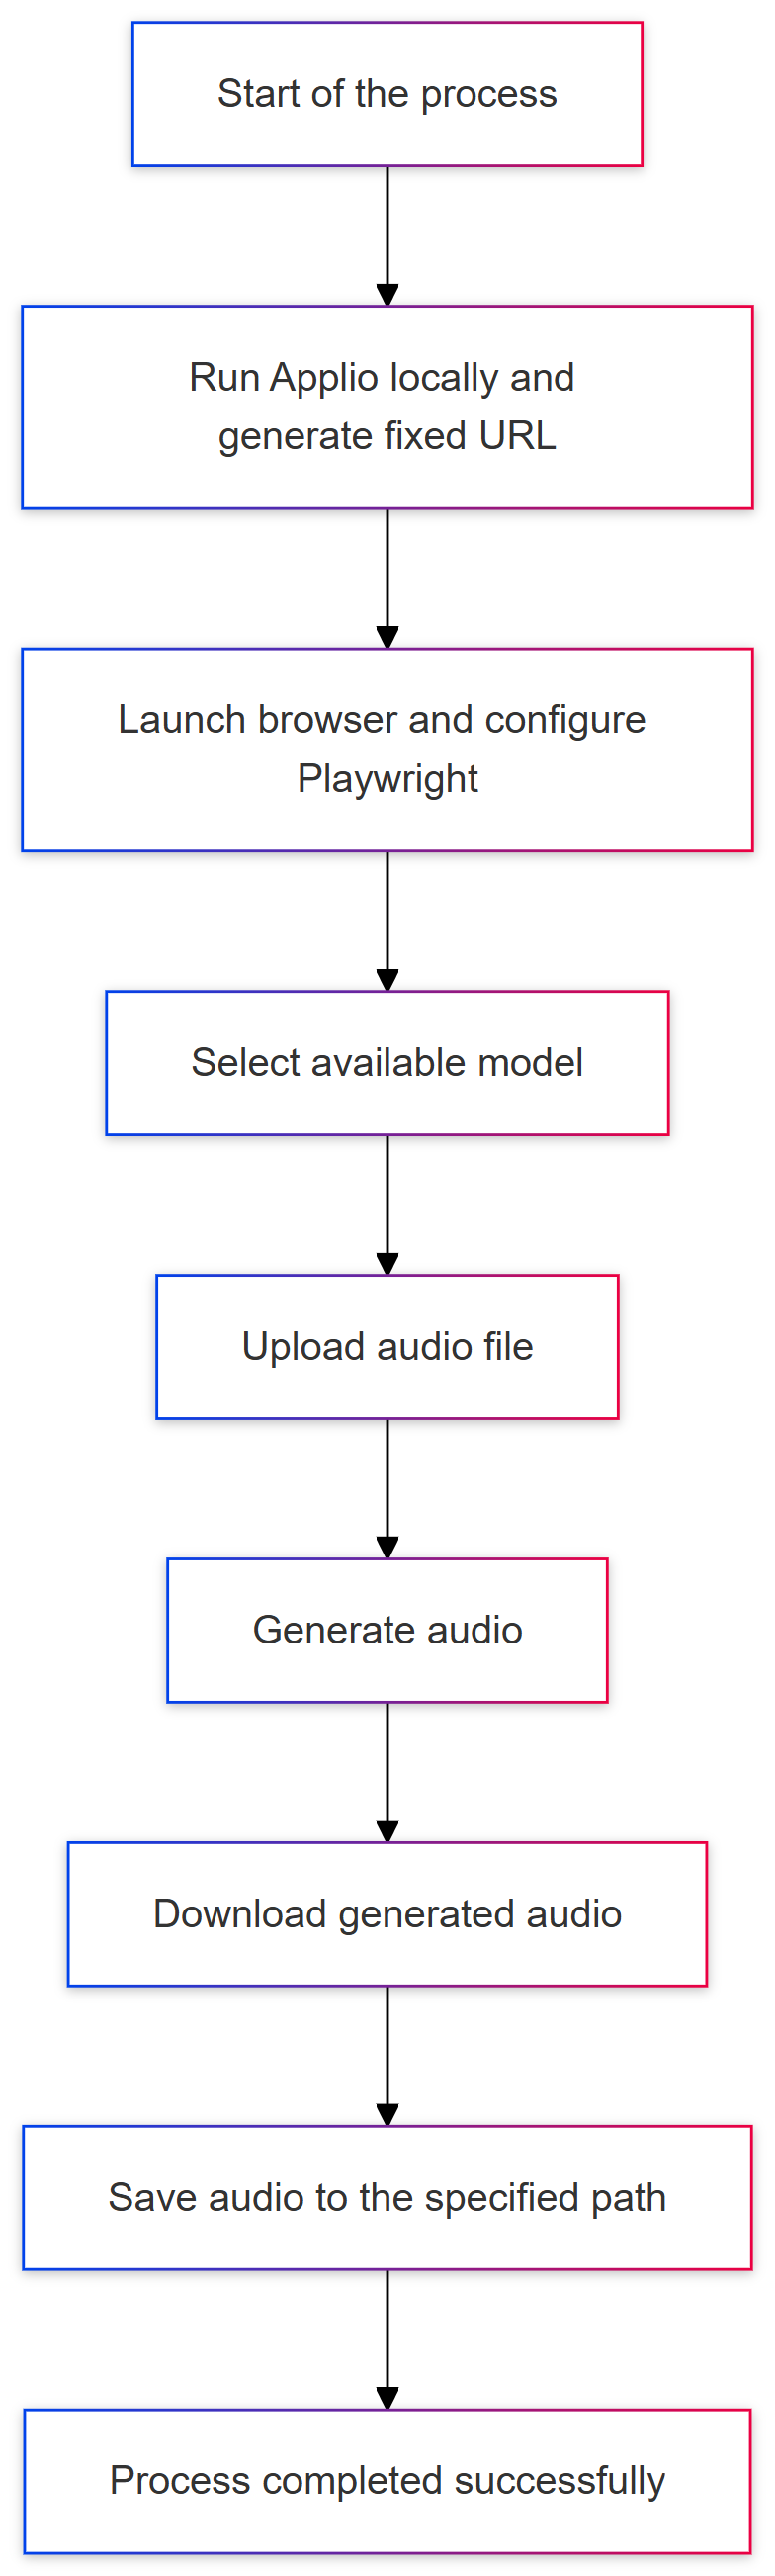 Start of the process
Run Applio locally and
generate fixed URL
Launch browser and configure
Playwright
Select available model
Upload audio file
Generate audio
Download generated audio
Save audio to the specified path
Process completed successfully